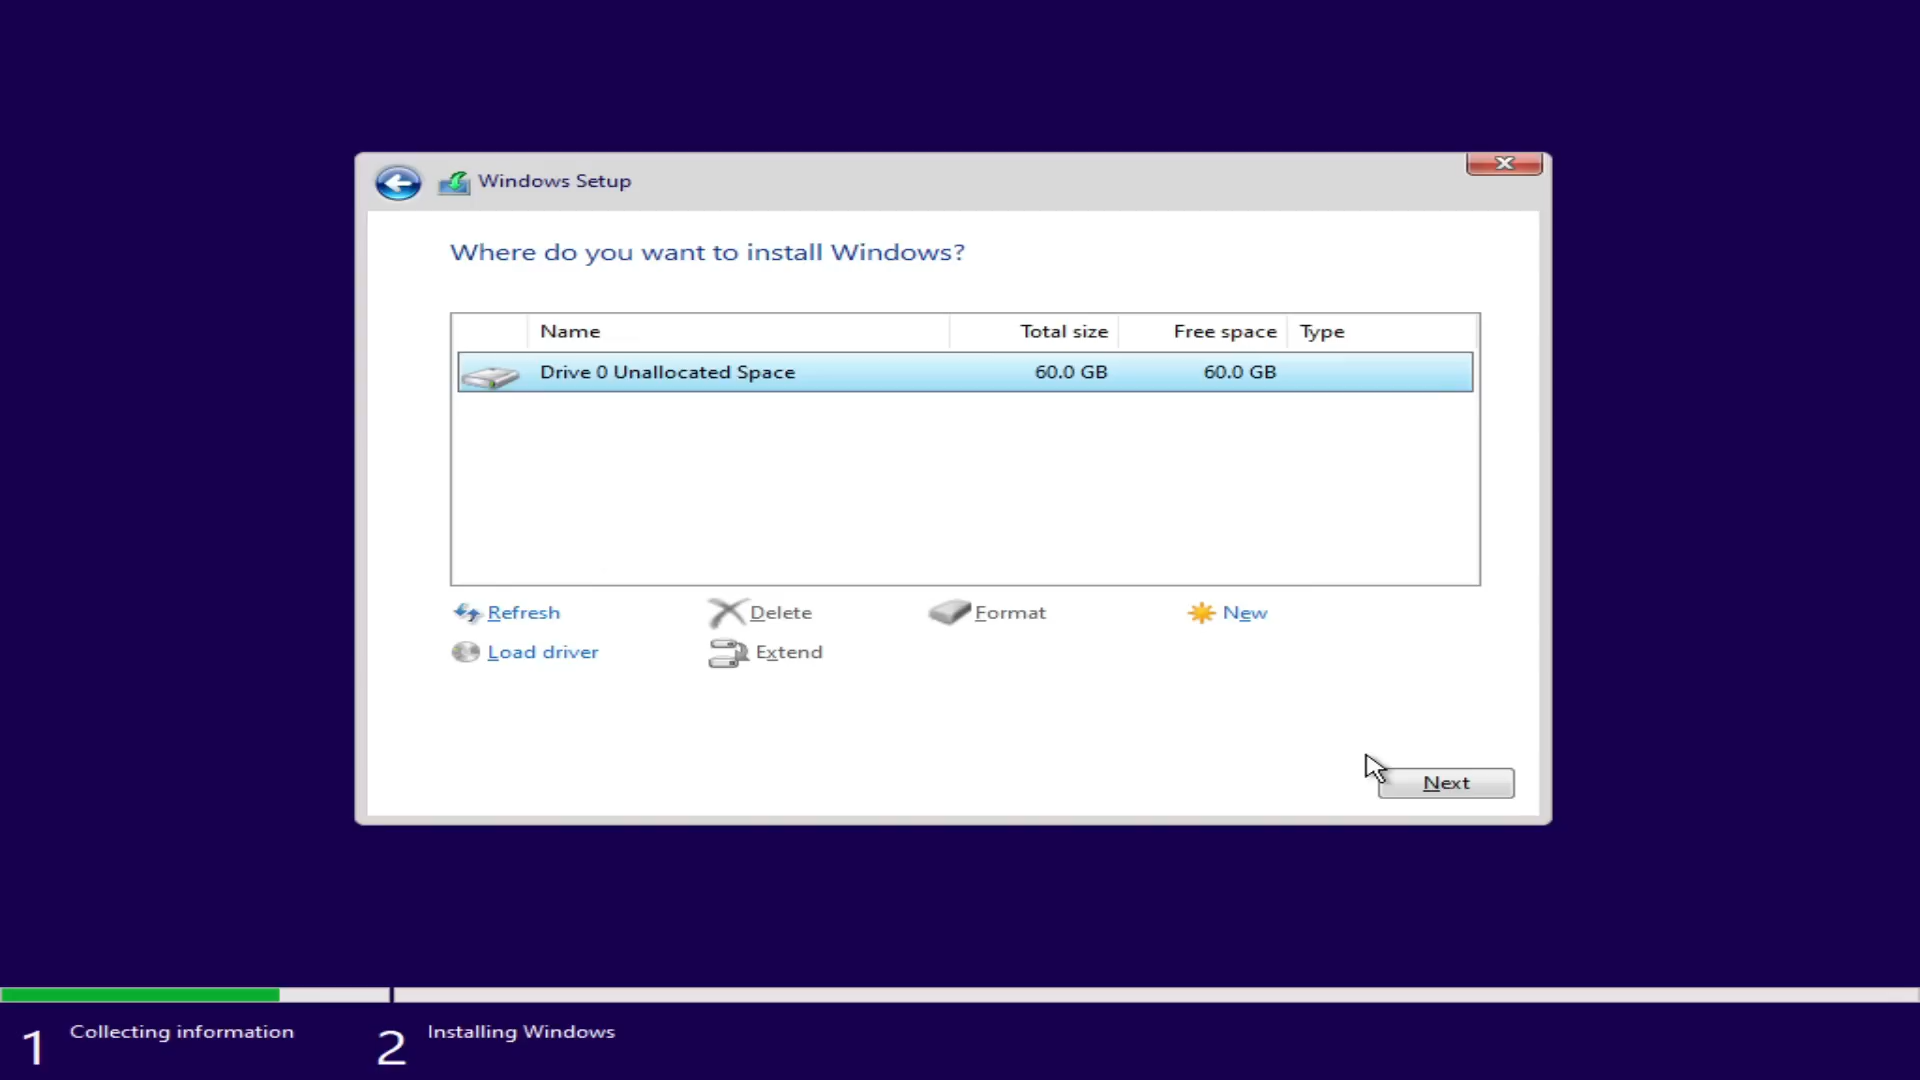 Windows Setup
Where do you want to install Windows?
Name Total size Free space Type
Drive 0 Unallocated Space 60.0 GB 60.0 GB
Refresh Delete Format New
Load driver Extend
Next
1 Collecting information 2 Installing Windows